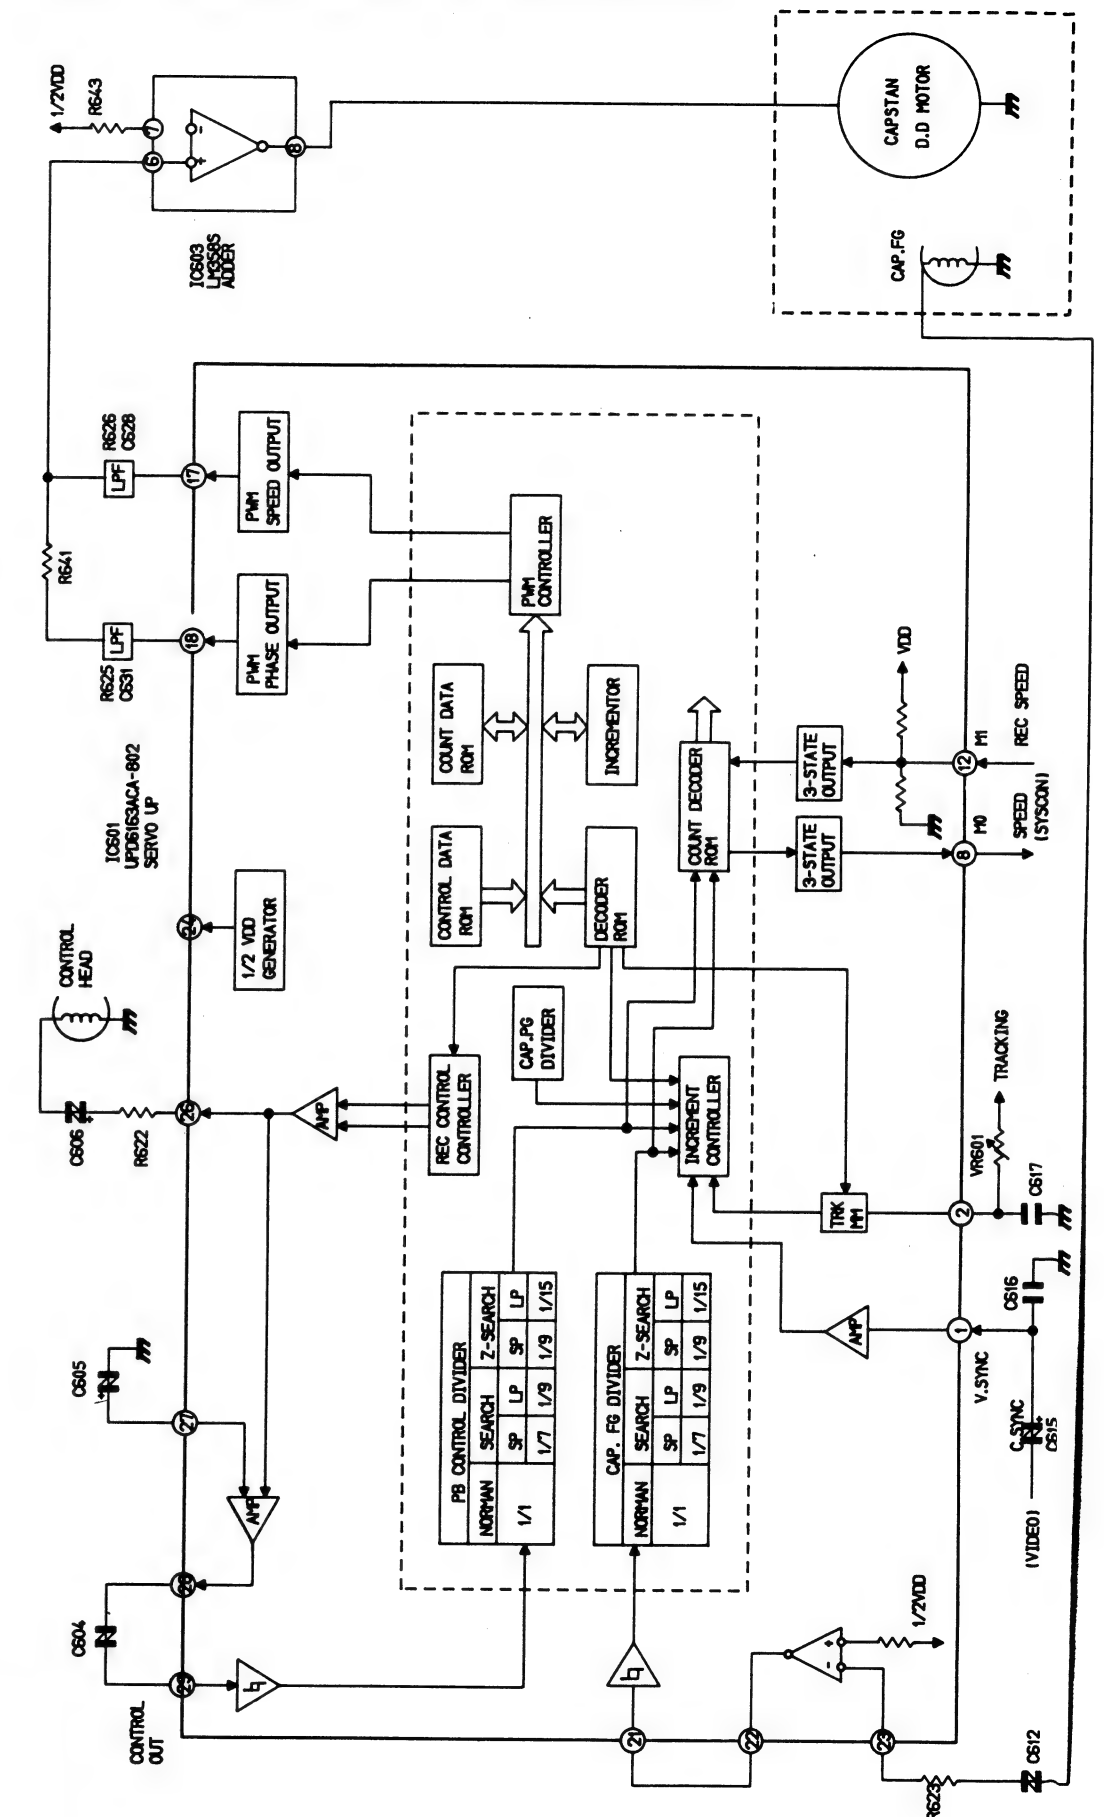 CONTROL
OUT
C604
25
C605
27
AMP
C606
R622
26
CONTROL
HEAD
24
1/2 VDD
GENERATOR
IC601
UPD6163ACA-802
SERVO UP
R625
C631
LPF
18
PWM
PHASE OUTPUT
R641
R626
C628
LPF
17
PWM
SPEED OUTPUT
1/2VDD
R643
6
7
+
-
8
IC603
LM358S
ADDER
PB CONTROL DIVIDER
NORMAN
SEARCH
Z-SEARCH
SP
LP
SP
LP
1/1
1/7
1/9
1/9
1/15
CAP. FG DIVIDER
NORMAN
SEARCH
Z-SEARCH
SP
LP
SP
LP
1/1
1/7
1/9
1/9
1/15
AMP
REC CONTROL
CONTROLLER
CAP.PG
DIVIDER
INCREMENT
CONTROLLER
CONTROL DATA
ROM
DECODER
ROM
COUNT DATA
ROM
INCREMENTOR
PWM
CONTROLLER
COUNT DECODER
ROM
3-STATE
OUTPUT
3-STATE
OUTPUT
VDD
8
M0
SPEED
(SYSCON)
12
M1
REC SPEED
TRK
MM
2
VR601
TRACKING
C617
AMP
1
V.SYNC
C616
C.SYNC
C615
(VIDEO)
21
22
23
-
+
1/2VDD
R623
C612
CAP.FG
CAPSTAN
D.D MOTOR